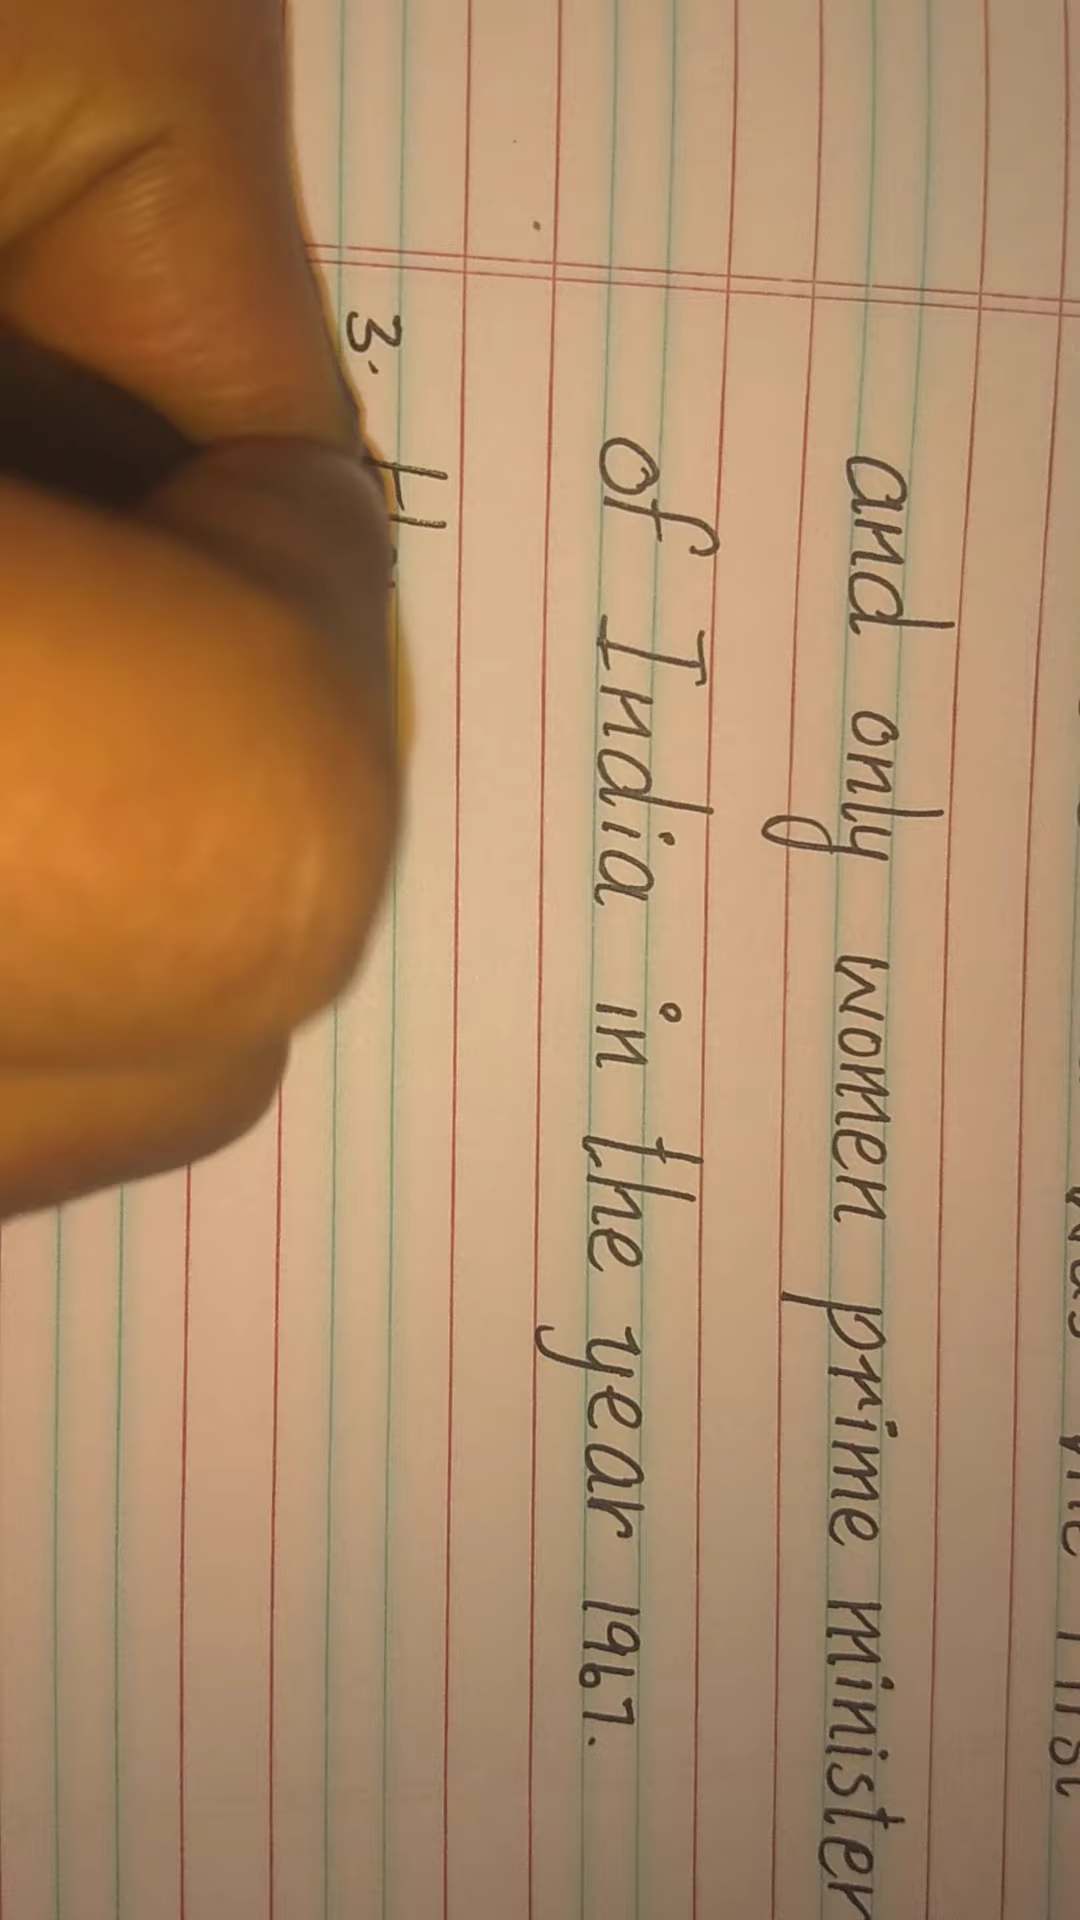 and only women prime minister
of India in the year 1967.
3. H